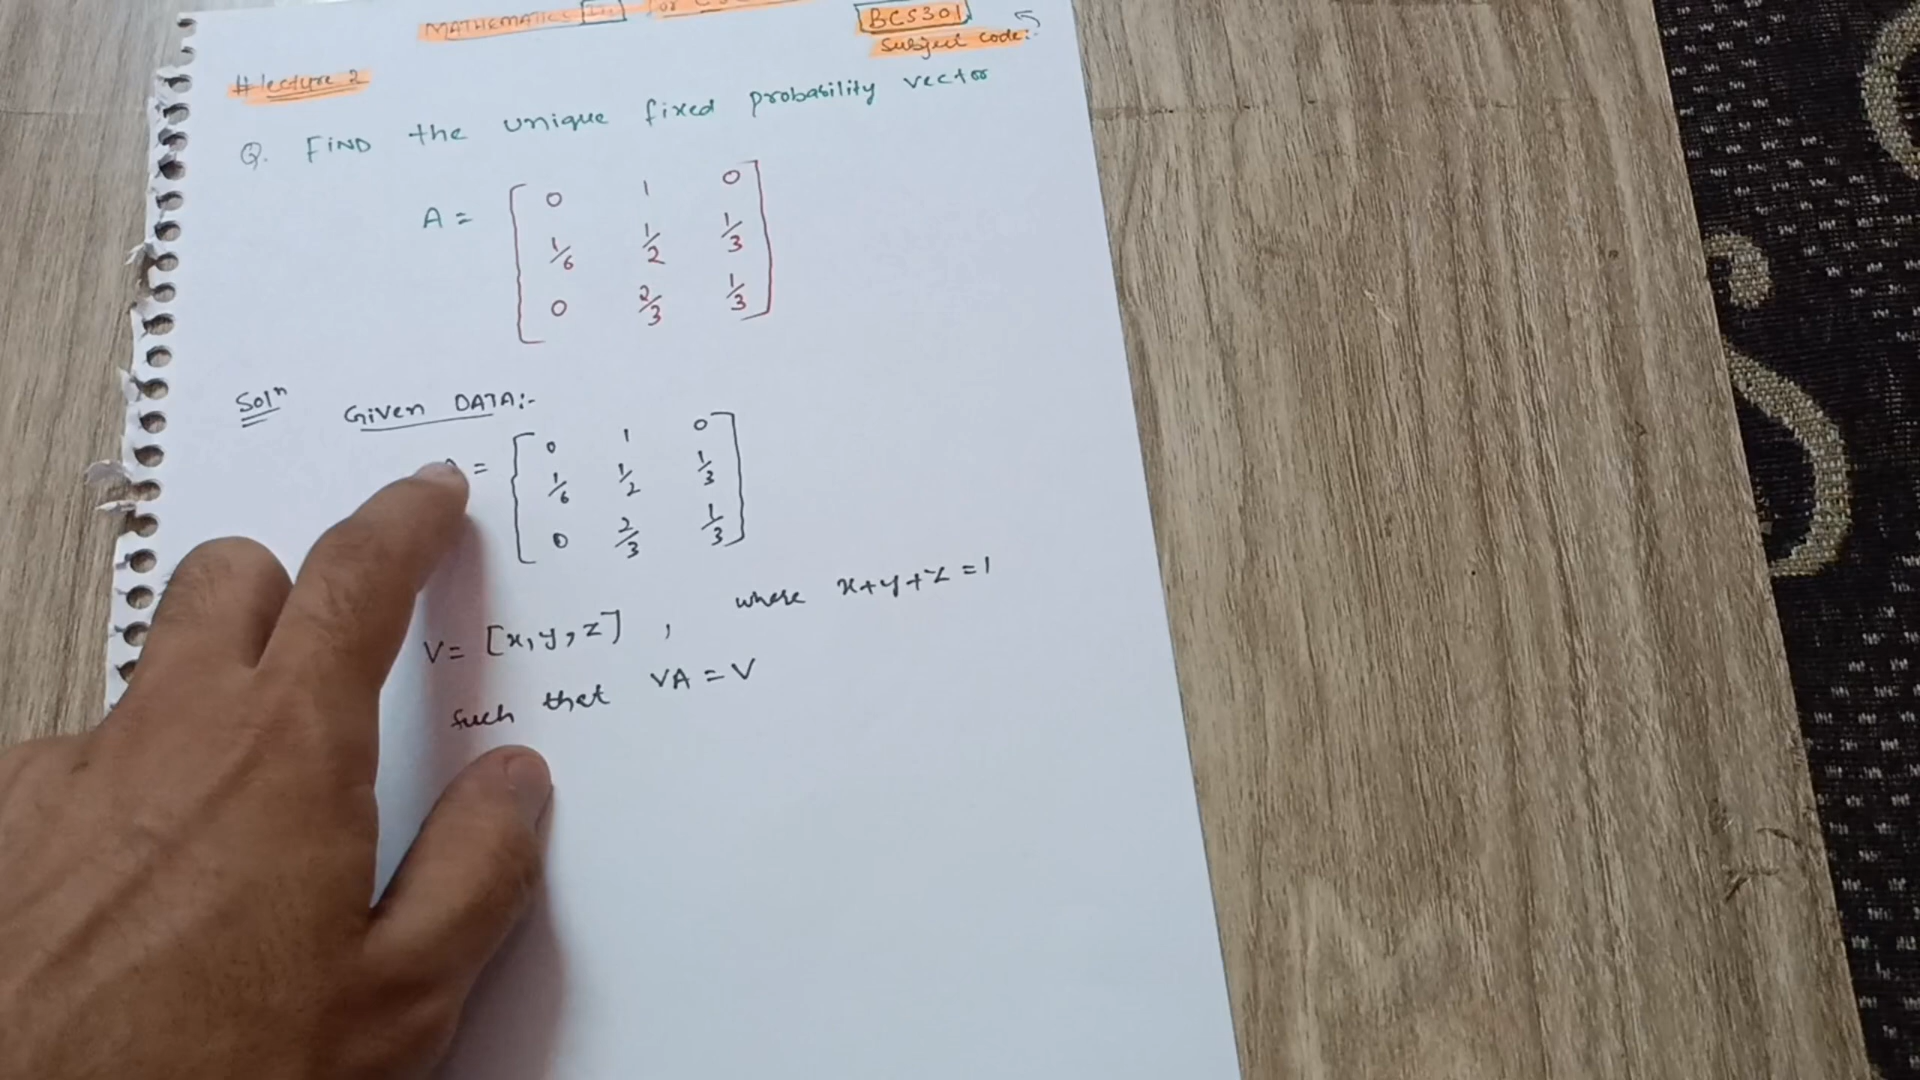 MATHEMATICS
BCS301
Subject code:-
#lecture 2
Q. FIND the unique fixed probability vector
A = [ 0 1 0
1/6 1/2 1/3
0 2/3 1/3 ]
Solⁿ Given DATA:-
= [ 0 1 0
1/6 1/2 1/3
0 2/3 1/3 ]
V = [x, y, z] , where x+y+z=1
such that VA = V